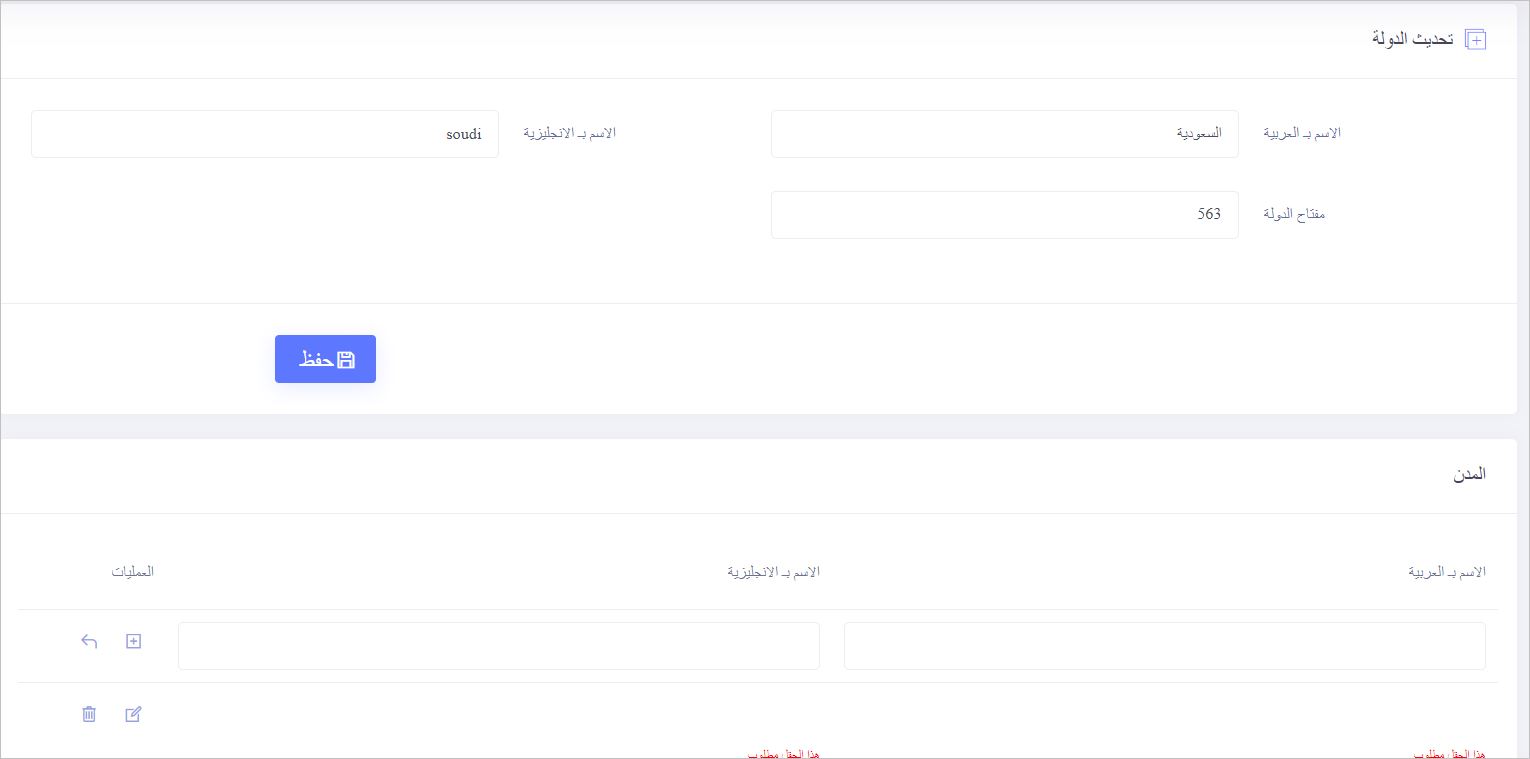 تحديث الدولة
الاسم بـ العربية
السعودية
الاسم بـ الانجليزية
soudi
مفتاح الدولة
563
حفظ
المدن
الاسم بـ العربية
الاسم بـ الانجليزية
العمليات
هذا الحقل مطلوب
هذا الحقل مطلوب